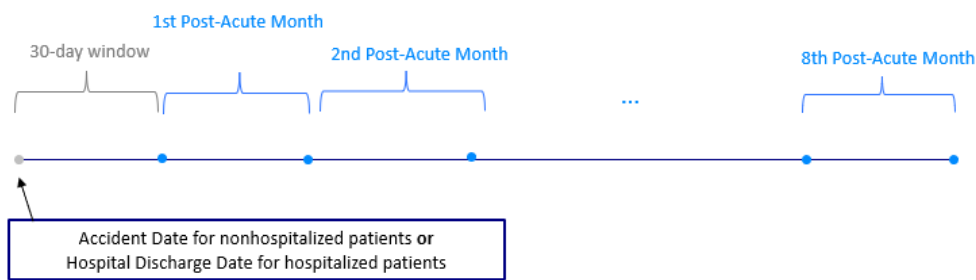 1st Post-Acute Month
30-day window
2nd Post-Acute Month
8th Post-Acute Month
...
Accident Date for nonhospitalized patients or
Hospital Discharge Date for hospitalized patients